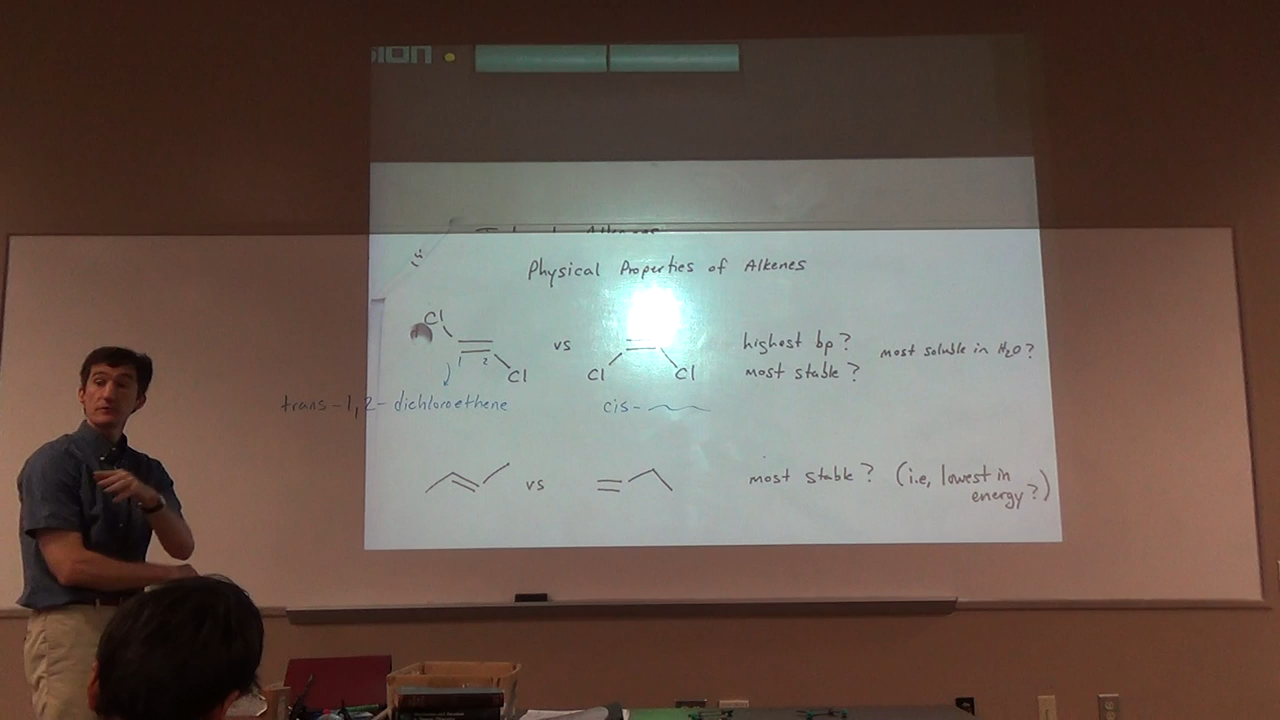 Physical Properties of Alkenes
Cl
vs
highest bp?
most soluble in H₂O?
1 2
Cl
Cl
Cl
most stable?
trans-1,2-dichloroethene
cis-
vs
most stable? (i.e, lowest in
energy?)